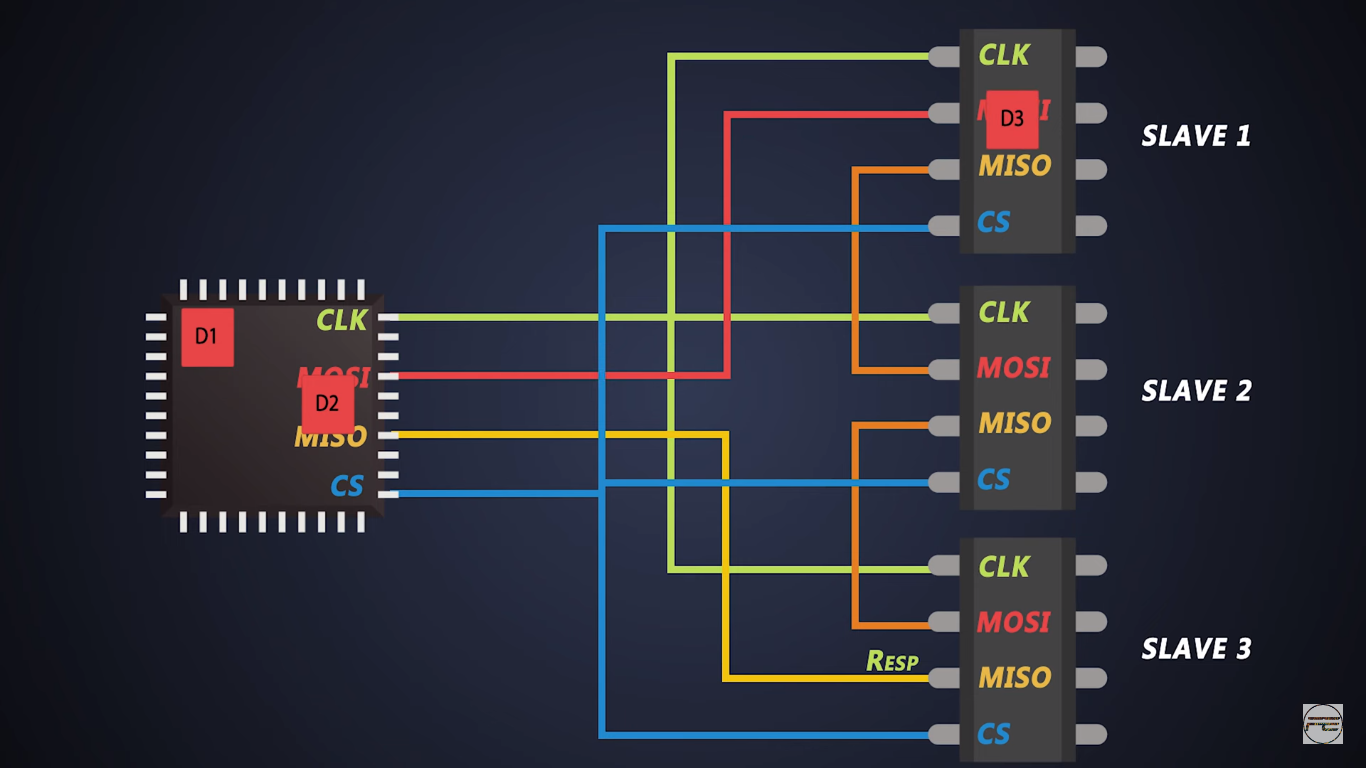 CLK
D3
MISO
CS
SLAVE 1
D1
CLK
D2
MISO
CS
CLK
MOSI
MISO
CS
SLAVE 2
CLK
MOSI
RESP
MISO
CS
SLAVE 3